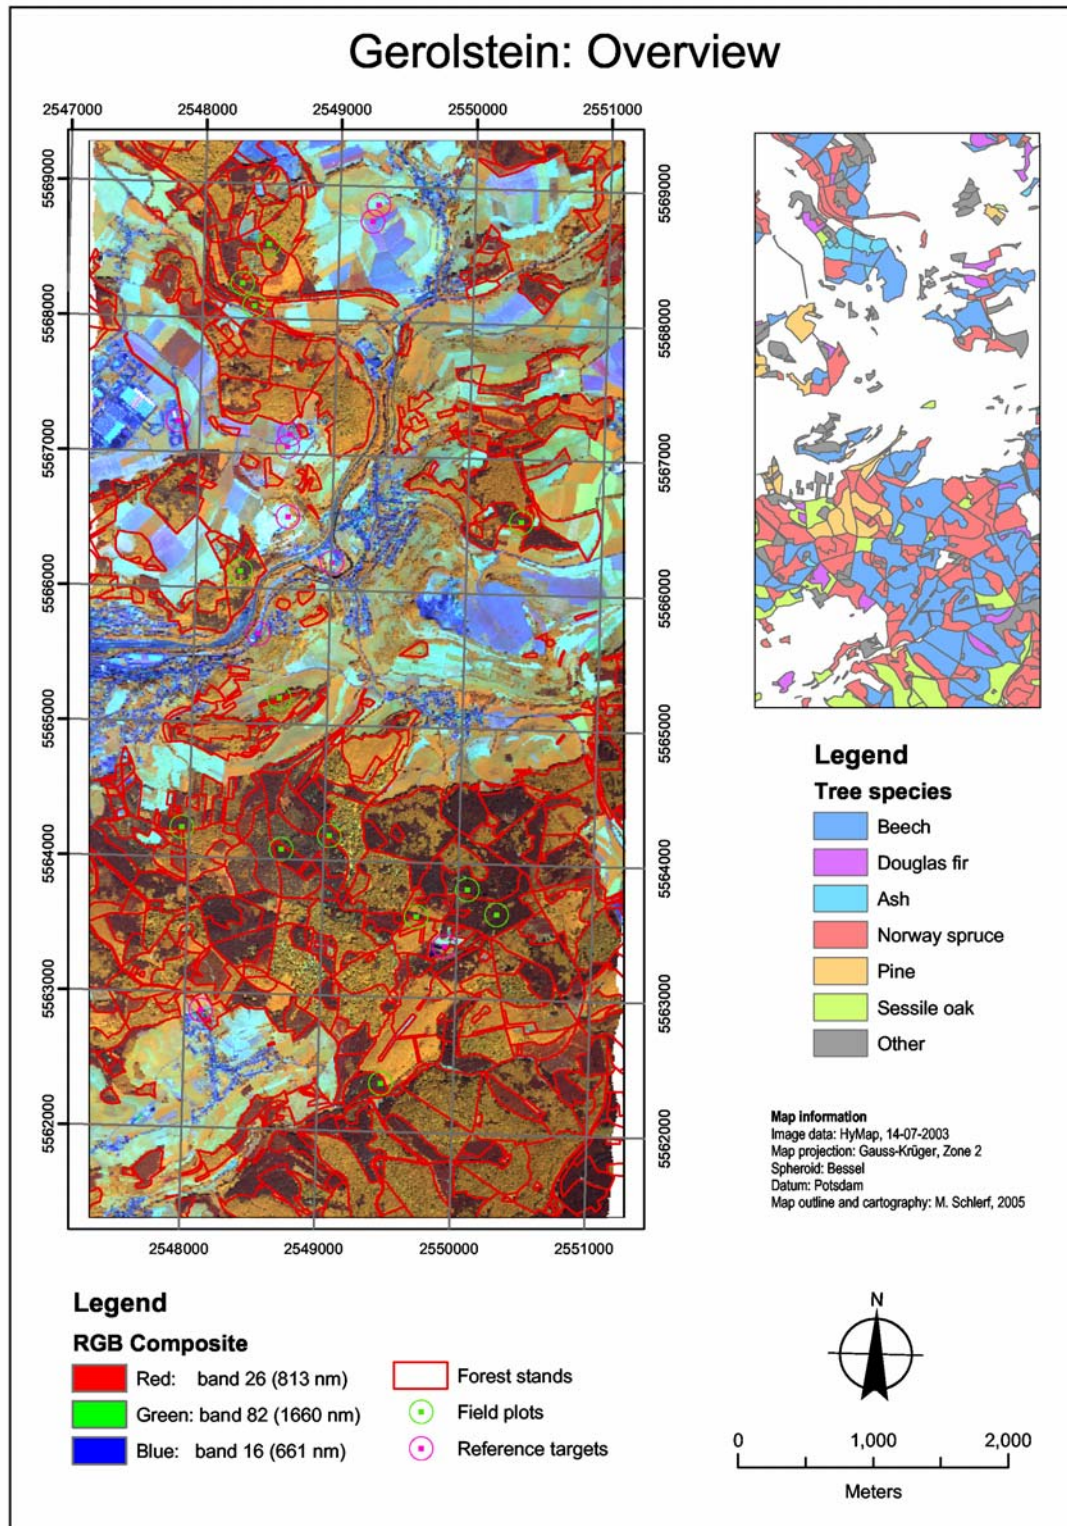 Gerolstein: Overview
2547000 2548000 2549000 2550000 2551000
5569000
5568000
5567000
5566000
5565000
5564000
5563000
5562000
5569000
5568000
5567000
5566000
5565000
5564000
5563000
5562000
2548000 2549000 2550000 2551000
Legend
Tree species
Beech
Douglas fir
Ash
Norway spruce
Pine
Sessile oak
Other
Map information
Image data: HyMap, 14-07-2003
Map projection: Gauss-Krüger, Zone 2
Spheroid: Bessel
Datum: Potsdam
Map outline and cartography: M. Schlerf, 2005
Legend
RGB Composite
Red: band 26 (813 nm)
Green: band 82 (1660 nm)
Blue: band 16 (661 nm)
Forest stands
Field plots
Reference targets
N
0 1,000 2,000
Meters